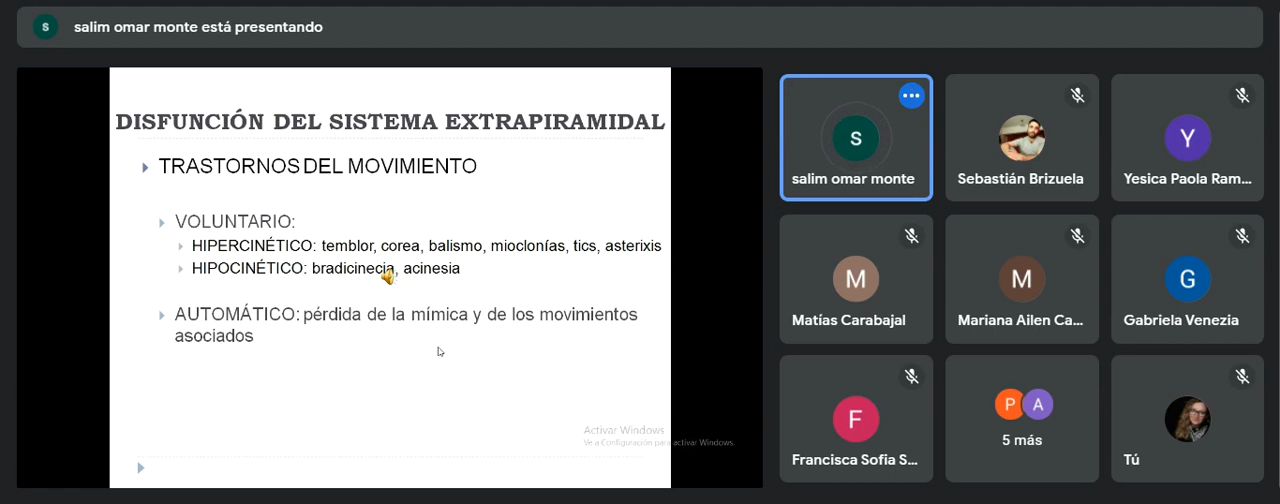 S
salim omar monte está presentando
DISFUNCIÓN DEL SISTEMA EXTRAPIRAMIDAL
TRASTORNOS DEL MOVIMIENTO
VOLUNTARIO:
HIPERCINÉTICO: temblor, corea, balismo, mioclonías, tics, asterixis
HIPOCINÉTICO: bradicinecia, acinesia
AUTOMÁTICO: pérdida de la mímica y de los movimientos
asociados
Activar Windows
Ve a Configuración para activar Windows.
S
salim omar monte
Sebastián Brizuela
Y
Yesica Paola Ram...
M
Matías Carabajal
M
Mariana Ailen Ca...
G
Gabriela Venezia
F
Francisca Sofia S...
P A
5 más
Tú